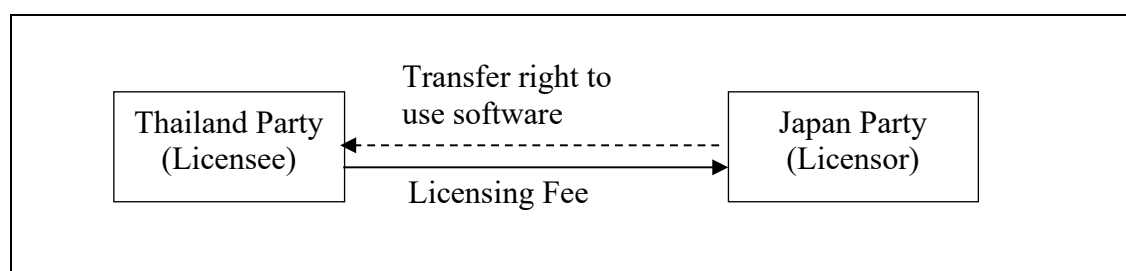 Transfer right to
use software
Thailand Party
(Licensee)
Japan Party
(Licensor)
Licensing Fee